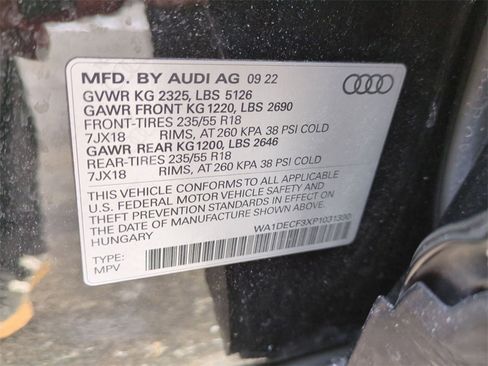 MFD. BY AUDI AG 09 22
GVWR KG 2325, LBS 5126
GAWR FRONT KG 1220, LBS 2690
FRONT-TIRES 235/55 R18
7JX18 RIMS, AT 260 KPA 38 PSI COLD
GAWR REAR KG1200, LBS 2646
REAR-TIRES 235/55 R18
7JX18 RIMS, AT 260 KPA 38 PSI COLD
THIS VEHICLE CONFORMS TO ALL APPLICABLE
U.S. FEDERAL MOTOR VEHICLE SAFETY AND
THEFT PREVENTION STANDARDS IN EFFECT ON
THE DATE OF MANUFACTURE SHOWN ABOVE
HUNGARY
WA1DECF3XP1031390
TYPE:
MPV